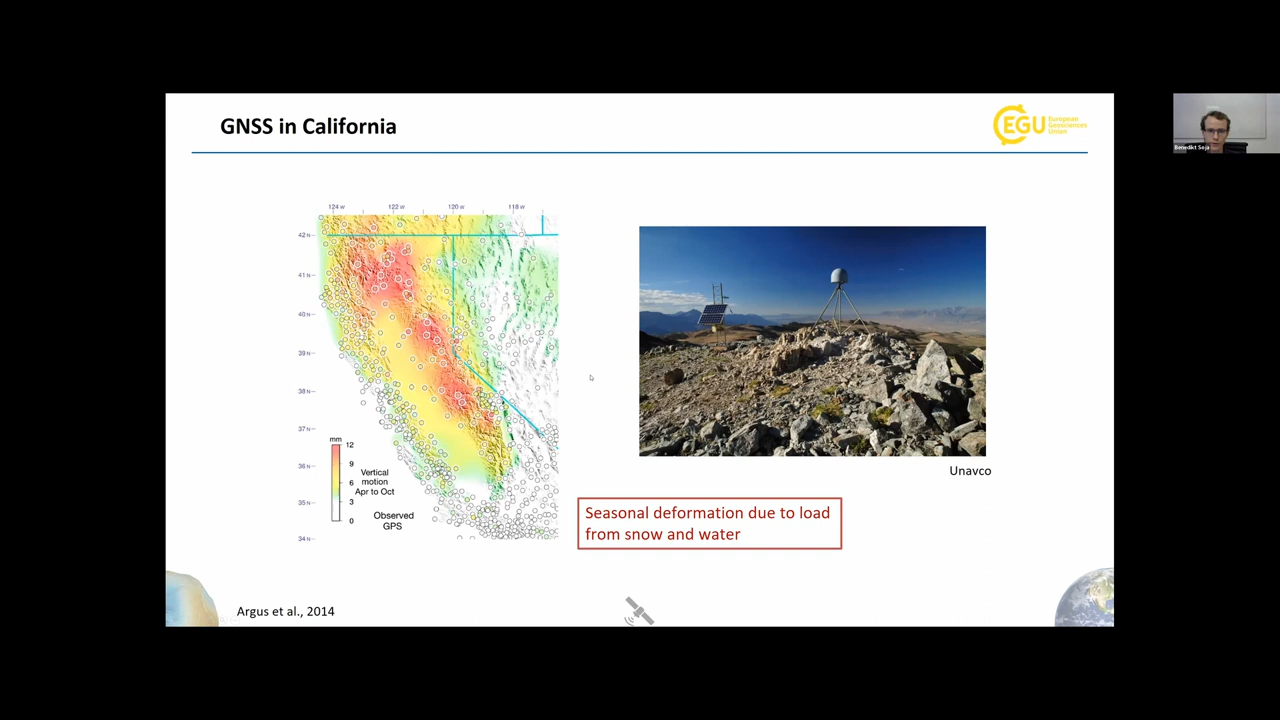 GNSS in California
EGU
European
Geosciences
Union
Benedikt Soja
124 W
122 W
120 W
118 W
42 N
41 N
40 N
39 N
38 N
37 N
36 N
35 N
34 N
mm
12
9
6
3
0
Vertical
motion
Apr to Oct
Observed
GPS
Unavco
Seasonal deformation due to load
from snow and water
Argus et al., 2014